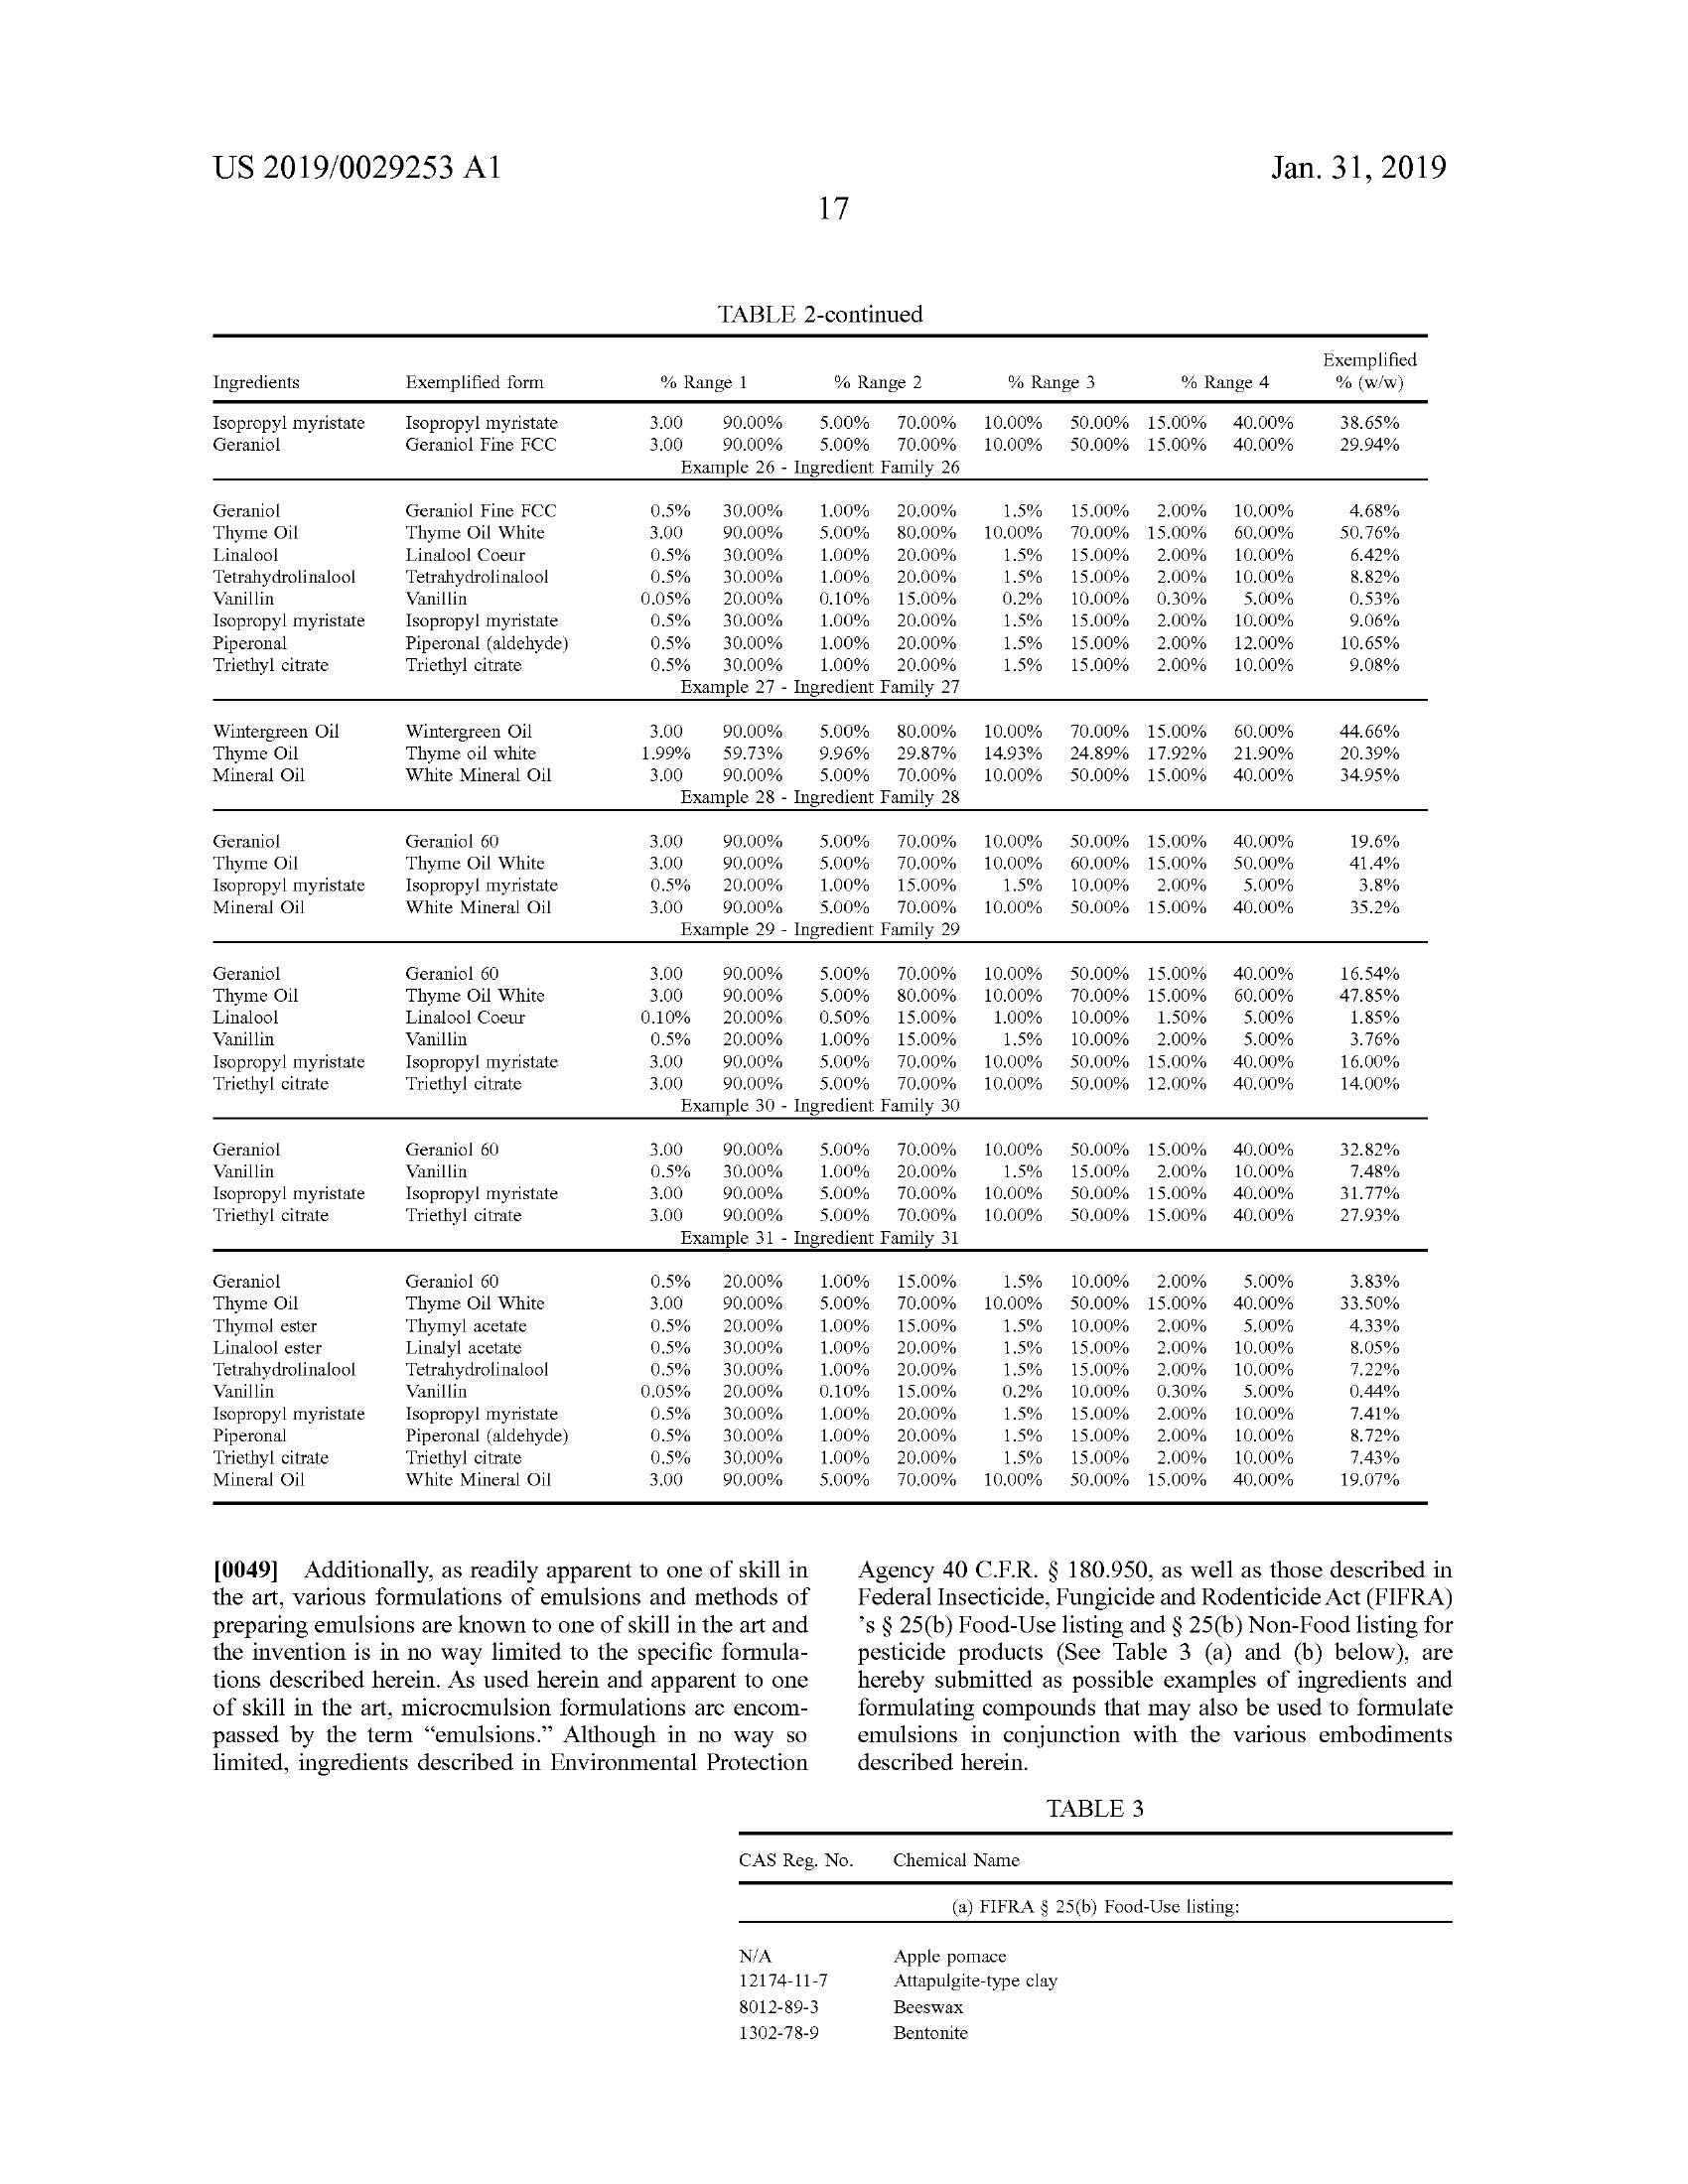 US 2019/0029253 A1 Jan. 31, 2019
17
TABLE 2-continued
Exemplified
Ingredients Exemplified form % Range 1 % Range 2 % Range 3 % Range 4 % (w/w)
Isopropyl myristate Isopropyl myristate 3.00 90.00% 5.00% 70.00% 10.00% 50.00% 15.00% 40.00% 38.65%
Geraniol Geraniol Fine FCC 3.00 90.00% 5.00% 70.00% 10.00% 50.00% 15.00% 40.00% 29.94%
Example 26 - Ingredient Family 26
Geraniol Geraniol Fine FCC 0.5% 30.00% 1.00% 20.00% 1.5% 15.00% 2.00% 10.00% 4.68%
Thyme Oil Thyme Oil White 3.00 90.00% 5.00% 80.00% 10.00% 70.00% 15.00% 60.00% 50.76%
Linalool Linalool Coeur 0.5% 30.00% 1.00% 20.00% 1.5% 15.00% 2.00% 10.00% 6.42%
Tetrahydrolinalool Tetrahydrolinalool 0.5% 30.00% 1.00% 20.00% 1.5% 15.00% 2.00% 10.00% 8.82%
Vanillin Vanillin 0.05% 20.00% 0.10% 15.00% 0.2% 10.00% 0.30% 5.00% 0.53%
Isopropyl myristate Isopropyl myristate 0.5% 30.00% 1.00% 20.00% 1.5% 15.00% 2.00% 10.00% 9.06%
Piperonal Piperonal (aldehyde) 0.5% 30.00% 1.00% 20.00% 1.5% 15.00% 2.00% 12.00% 10.65%
Triethyl citrate Triethyl citrate 0.5% 30.00% 1.00% 20.00% 1.5% 15.00% 2.00% 10.00% 9.08%
Example 27 - Ingredient Family 27
Wintergreen Oil Wintergreen Oil 3.00 90.00% 5.00% 80.00% 10.00% 70.00% 15.00% 60.00% 44.66%
Thyme Oil Thyme oil white 1.99% 59.73% 9.96% 29.87% 14.93% 24.89% 17.92% 21.90% 20.39%
Mineral Oil White Mineral Oil 3.00 90.00% 5.00% 70.00% 10.00% 50.00% 15.00% 40.00% 34.95%
Example 28 - Ingredient Family 28
Geraniol Geraniol 60 3.00 90.00% 5.00% 70.00% 10.00% 50.00% 15.00% 40.00% 19.6%
Thyme Oil Thyme Oil White 3.00 90.00% 5.00% 70.00% 10.00% 60.00% 15.00% 50.00% 41.4%
Isopropyl myristate Isopropyl myristate 0.5% 20.00% 1.00% 15.00% 1.5% 10.00% 2.00% 5.00% 3.8%
Mineral Oil White Mineral Oil 3.00 90.00% 5.00% 70.00% 10.00% 50.00% 15.00% 40.00% 35.2%
Example 29 - Ingredient Family 29
Geraniol Geraniol 60 3.00 90.00% 5.00% 70.00% 10.00% 50.00% 15.00% 40.00% 16.54%
Thyme Oil Thyme Oil White 3.00 90.00% 5.00% 80.00% 10.00% 70.00% 15.00% 60.00% 47.85%
Linalool Linalool Coeur 0.10% 20.00% 0.50% 15.00% 1.00% 10.00% 1.50% 5.00% 1.85%
Vanillin Vanillin 0.5% 20.00% 1.00% 15.00% 1.5% 10.00% 2.00% 5.00% 3.76%
Isopropyl myristate Isopropyl myristate 3.00 90.00% 5.00% 70.00% 10.00% 50.00% 15.00% 40.00% 16.00%
Triethyl citrate Triethyl citrate 3.00 90.00% 5.00% 70.00% 10.00% 50.00% 12.00% 40.00% 14.00%
Example 30 - Ingredient Family 30
Geraniol Geraniol 60 3.00 90.00% 5.00% 70.00% 10.00% 50.00% 15.00% 40.00% 32.82%
Vanillin Vanillin 0.5% 30.00% 1.00% 20.00% 1.5% 15.00% 2.00% 10.00% 7.48%
Isopropyl myristate Isopropyl myristate 3.00 90.00% 5.00% 70.00% 10.00% 50.00% 15.00% 40.00% 31.77%
Triethyl citrate Triethyl citrate 3.00 90.00% 5.00% 70.00% 10.00% 50.00% 15.00% 40.00% 27.93%
Example 31 - Ingredient Family 31
Geraniol Geraniol 60 0.5% 20.00% 1.00% 15.00% 1.5% 10.00% 2.00% 5.00% 3.83%
Thyme Oil Thyme Oil White 3.00 90.00% 5.00% 70.00% 10.00% 50.00% 15.00% 40.00% 33.50%
Thymol ester Thymyl acetate 0.5% 20.00% 1.00% 15.00% 1.5% 10.00% 2.00% 5.00% 4.33%
Linalool ester Linalyl acetate 0.5% 30.00% 1.00% 20.00% 1.5% 15.00% 2.00% 10.00% 8.05%
Tetrahydrolinalool Tetrahydrolinalool 0.5% 30.00% 1.00% 20.00% 1.5% 15.00% 2.00% 10.00% 7.22%
Vanillin Vanillin 0.05% 20.00% 0.10% 15.00% 0.2% 10.00% 0.30% 5.00% 0.44%
Isopropyl myristate Isopropyl myristate 0.5% 30.00% 1.00% 20.00% 1.5% 15.00% 2.00% 10.00% 7.41%
Piperonal Piperonal (aldehyde) 0.5% 30.00% 1.00% 20.00% 1.5% 15.00% 2.00% 10.00% 8.72%
Triethyl citrate Triethyl citrate 0.5% 30.00% 1.00% 20.00% 1.5% 15.00% 2.00% 10.00% 7.43%
Mineral Oil White Mineral Oil 3.00 90.00% 5.00% 70.00% 10.00% 50.00% 15.00% 40.00% 19.07%
[0049] Additionally, as readily apparent to one of skill in
the art, various formulations of emulsions and methods of
preparing emulsions are known to one of skill in the art and
the invention is in no way limited to the specific formula-
tions described herein. As used herein and apparent to one
of skill in the art, microemulsion formulations are encom-
passed by the term “emulsions.” Although in no way so
limited, ingredients described in Environmental Protection
Agency 40 C.F.R. § 180.950, as well as those described in
Federal Insecticide, Fungicide and Rodenticide Act (FIFRA)
’s § 25(b) Food-Use listing and § 25(b) Non-Food listing for
pesticide products (See Table 3 (a) and (b) below), are
hereby submitted as possible examples of ingredients and
formulating compounds that may also be used to formulate
emulsions in conjunction with the various embodiments
described herein.
TABLE 3
CAS Reg. No. Chemical Name
(a) FIFRA § 25(b) Food-Use listing:
N/A Apple pomace
12174-11-7 Attapulgite-type clay
8012-89-3 Beeswax
1302-78-9 Bentonite